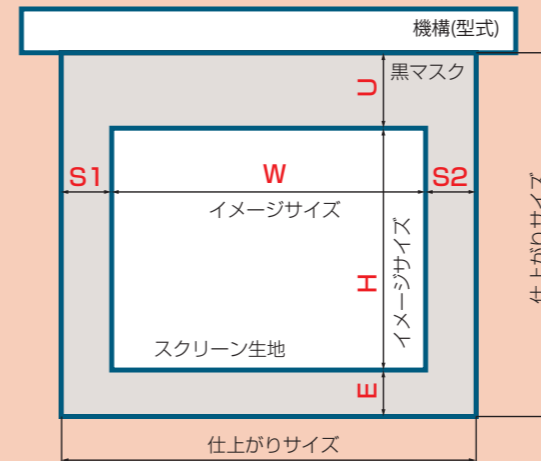 機構(型式)
黒マスク
U
S1
W
S2
イメージサイズ
H
イメージサイズ
スクリーン生地
E
仕上がりサイズ
仕上がりサイズ